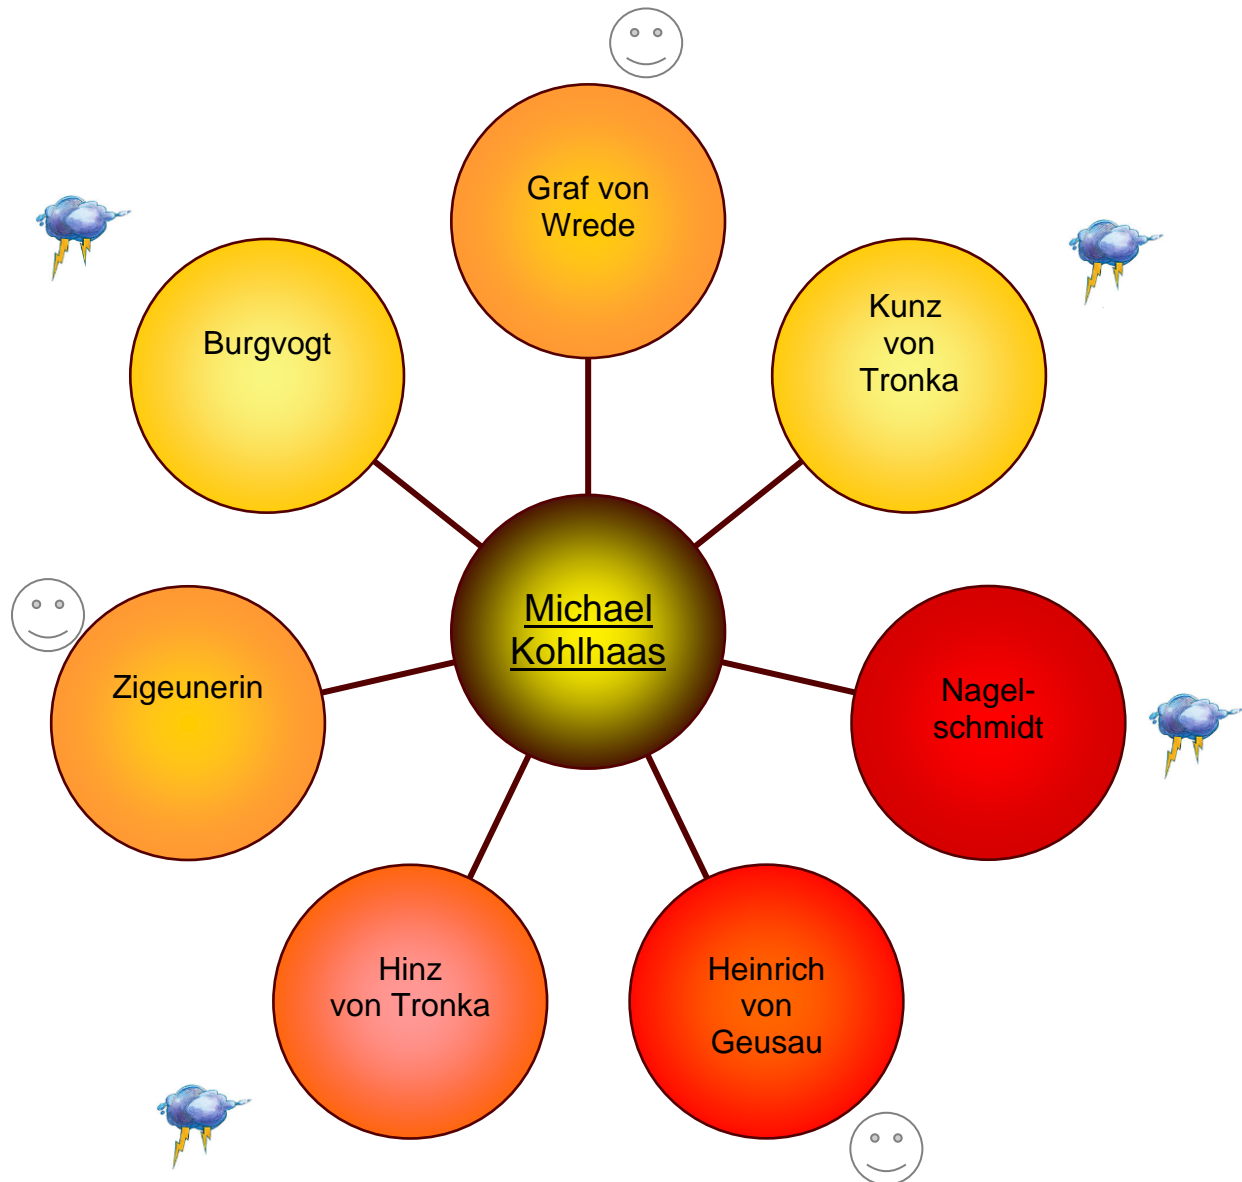 Graf von
Wrede
Kunz
von
Tronka
Burgvogt
Michael
Kohlhaas
Zigeunerin
Nagel-
schmidt
Hinz
von Tronka
Heinrich
von
Geusau